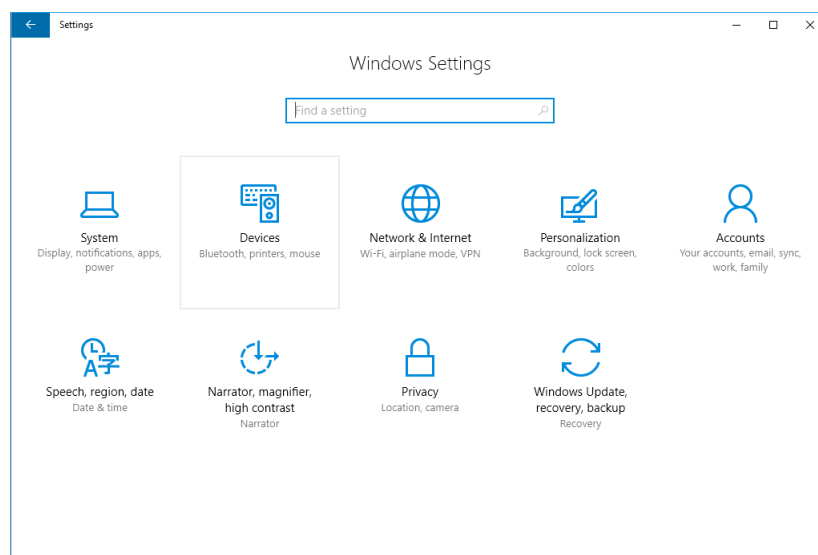 Settings
Windows Settings
Find a setting
System
Display, notifications, apps,
power
Devices
Bluetooth, printers, mouse
Network & Internet
Wi-Fi, airplane mode, VPN
Personalization
Background, lock screen,
colors
Accounts
Your accounts, email, sync,
work, family
A字
Speech, region, date
Date & time
Narrator, magnifier,
high contrast
Narrator
Privacy
Location, camera
Windows Update,
recovery, backup
Recovery